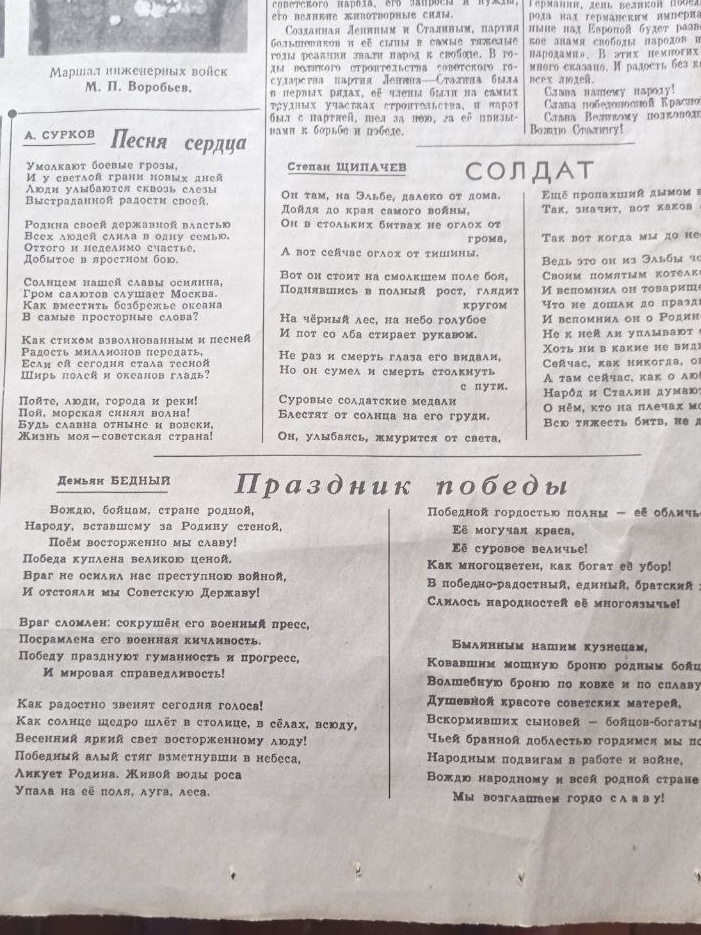 советского народа, его запросы и нужды,
его великие животворные силы.
Созданная Лениным и Сталиным, партия
большевиков и её сыны в самые тяжелые
годы реакции звали народ к свободе. В го-
ды великого строительства советского го-
сударства партия Ленина—Сталина была
в первых рядах, её члены были на самых
трудных участках строительства, и народ
был с партией, шел за нею, за её призы-
вами к борьбе и победе.
Германии, день великой победы
рода над германским империа
ныне над Европой будет разве
кое знамя свободы народов и
народами». В этих немногих
много сказано. И радость без к
всех людей.
Слава нашему народу!
Слава победоносной Красно
Слава Великому полковод
Вождю Сталину!
Маршал инженерных войск
М. П. Воробьев.
А. СУРКОВ
Песня сердца
Умолкают боевые грозы,
И у светлой грани новых дней
Люди улыбаются сквозь слезы
Выстраданной радости своей.
Родина своей державной властью
Всех людей слила в одну семью.
Оттого и неделимо счастье,
Добытое в яростном бою.
Солнцем нашей славы осиянна,
Гром салютов слушает Москва.
Как вместить безбрежье океана
В самые просторные слова?
Как стихом взволнованным и песней
Радость миллионов передать,
Если ей сегодня стала тесной
Ширь полей и океанов гладь?
Пойте, люди, города и реки!
Пой, морская синяя волна!
Будь славна отныне и вовеки,
Жизнь моя—советская страна!
Степан ЩИПАЧЕВ
СОЛДАТ
Он там, на Эльбе, далеко от дома.
Дойдя до края самого войны,
Он в стольких битвах не оглох от
грома,
А вот сейчас оглох от тишины.
Вот он стоит на смолкшем поле боя,
Поднявшись в полный рост, глядит
кругом
На чёрный лес, на небо голубое
И пот со лба стирает рукавом.
Не раз и смерть глаза его видали,
Но он сумел и смерть столкнуть
с пути.
Суровые солдатские медали
Блестят от солнца на его груди.
Он, улыбаясь, жмурится от света,
Ещё пропахший дымом в
Так, значит, вот каков
Так вот когда мы до не
Ведь это он из Эльбы че
Своим помятым котелко
И вспомнил он товарище
Что не дошли до празд
И вспомнил он о Родин
Не к ней ли уплывают
Хоть ни в какие не вид
Сейчас, как никогда, он
А там сейчас, как о лю
Народ и Сталин думаю
О нём, кто на плечах мо
Всю тяжесть битв, не д
Демьян БЕДНЫЙ
Праздник победы
Вождю, бойцам, стране родной,
Народу, вставшему за Родину стеной,
Поём восторженно мы славу!
Победа куплена великою ценой.
Враг не осилил нас преступною войной,
И отстояли мы Советскую Державу!
Враг сломлен: сокрушён его военный пресс,
Посрамлена его военная кичливость.
Победу празднуют гуманность и прогресс,
И мировая справедливость!
Как радостно звенят сегодня голоса!
Как солнце щедро шлёт в столице, в сёлах, всюду,
Весенний яркий свет восторженному люду!
Победный алый стяг взметнувши в небеса,
Ликует Родина. Живой воды роса
Упала на её поля, луга, леса.
Победной гордостью полны — её обличь
Её могучая краса,
Её суровое величье!
Как многоцветен, как богат её убор!
В победно-радостный, единый, братский
Слилось народностей её многоязычье!
Былинным нашим кузнецам,
Ковавшим мощную броню родным бойц
Волшебную броню по ковке и по сплаву
Душевной красоте советских матерей,
Вскормивших сыновей — бойцов-богаты
Чьей бранной доблестью гордимся мы по
Народным подвигам в работе и войне,
Вождю народному и всей родной стране
Мы возглашаем гордо славу!